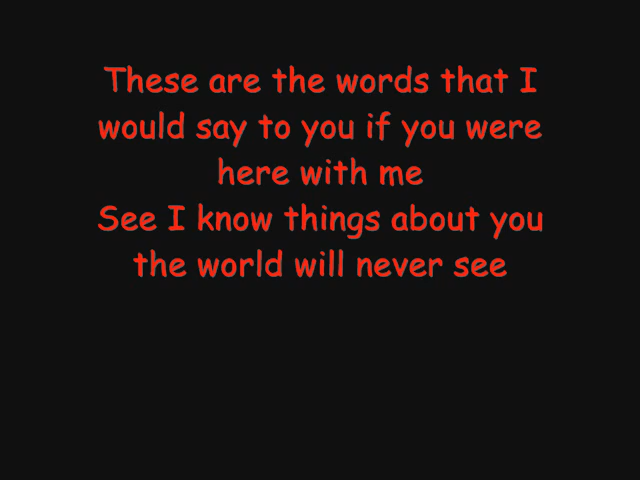 These are the words that I
would say to you if you were
here with me
See I know things about you
the world will never see